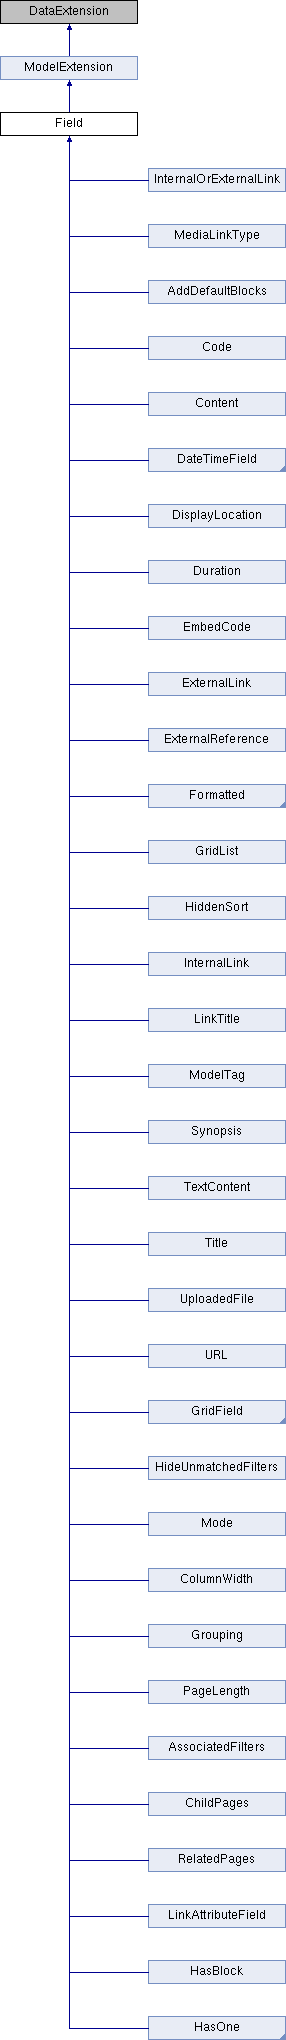 DataExtension
ModelExtension
Field
InternalOrExternalLink
MediaLinkType
AddDefaultBlocks
Code
Content
DateTimeField
DisplayLocation
Duration
EmbedCode
ExternalLink
ExternalReference
Formatted
GridList
HiddenSort
InternalLink
LinkTitle
ModelTag
Synopsis
TextContent
Title
UploadedFile
URL
GridField
HideUnmatchedFilters
Mode
ColumnWidth
Grouping
PageLength
AssociatedFilters
ChildPages
RelatedPages
LinkAttributeField
HasBlock
HasOne